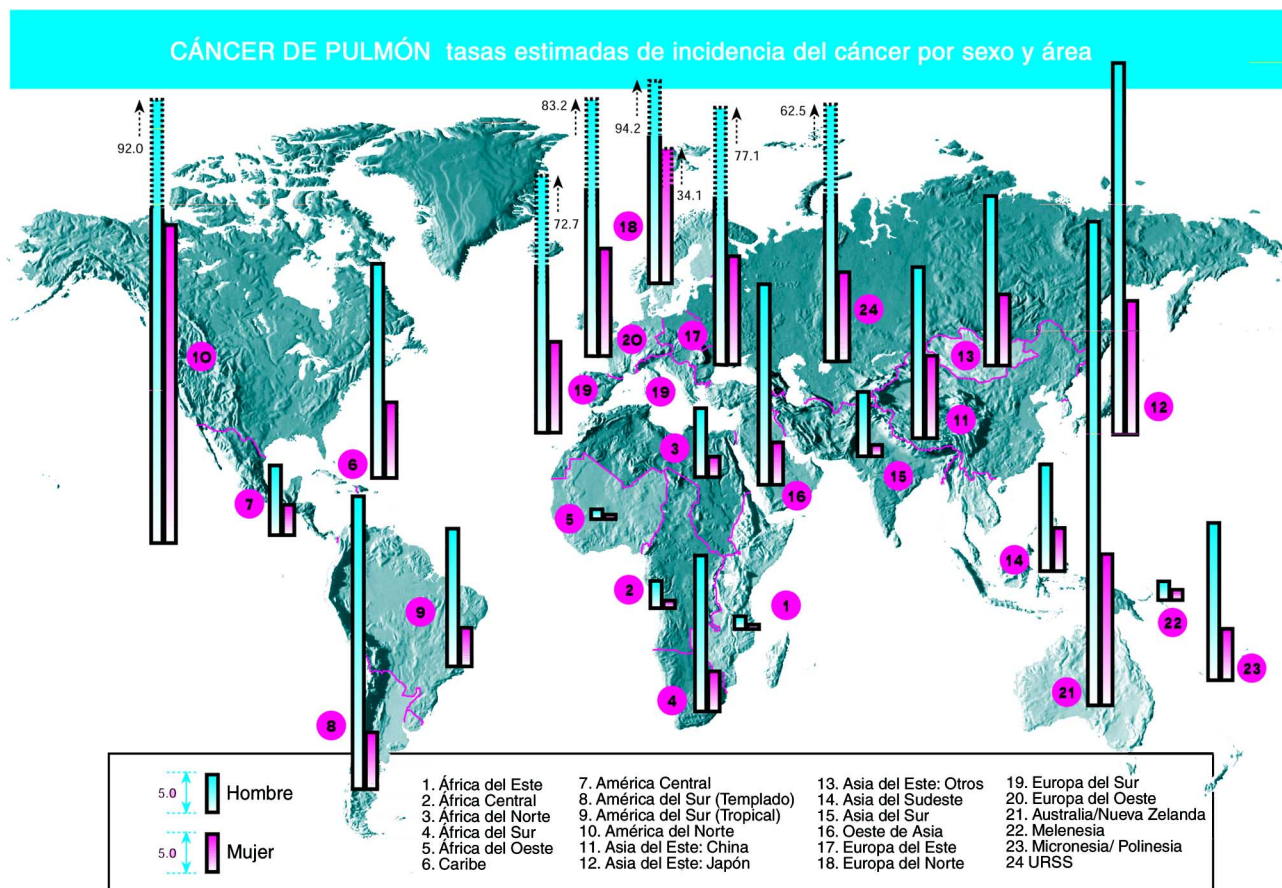 CÁNCER DE PULMÓN tasas estimadas de incidencia del cáncer por sexo y área
92.0
72.7
83.2
94.2
34.1
77.1
62.5
18
10
24
20
17
13
19
19
12
11
6
3
7
15
16
5
14
2
1
9
22
23
4
21
8
5.0
Hombre
5.0
Mujer
1. África del Este
2. África Central
3. África del Norte
4. África del Sur
5. África del Oeste
6. Caribe
7. América Central
8. América del Sur (Templado)
9. América del Sur (Tropical)
10. América del Norte
11. Asia del Este: China
12. Asia del Este: Japón
13. Asia del Este: Otros
14. Asia del Sudeste
15. Asia del Sur
16. Oeste de Asia
17. Europa del Este
18. Europa del Norte
19. Europa del Sur
20. Europa del Oeste
21. Australia/Nueva Zelanda
22. Melenesia
23. Micronesia/ Polinesia
24 URSS